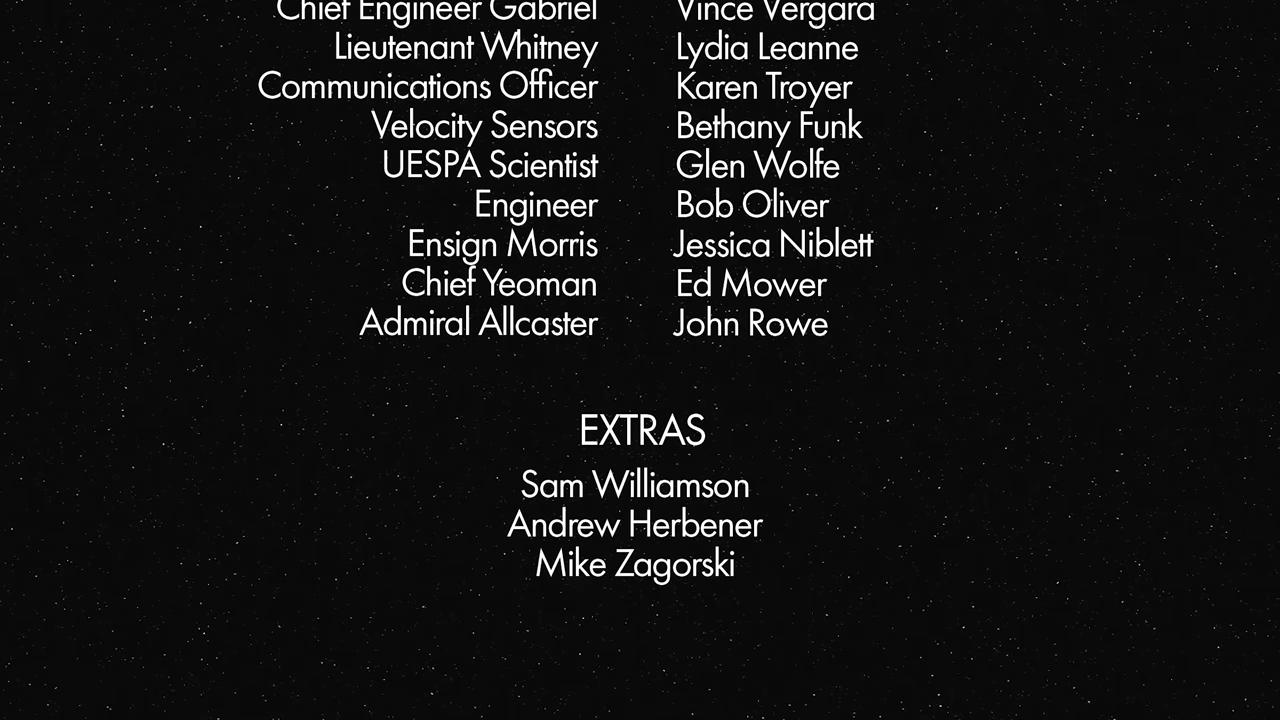 Chief Engineer Gabriel Vince Vergara
Lieutenant Whitney Lydia Leanne
Communications Officer Karen Troyer
Velocity Sensors Bethany Funk
UESPA Scientist Glen Wolfe
Engineer Bob Oliver
Ensign Morris Jessica Niblett
Chief Yeoman Ed Mower
Admiral Allcaster John Rowe
EXTRAS
Sam Williamson
Andrew Herbener
Mike Zagorski